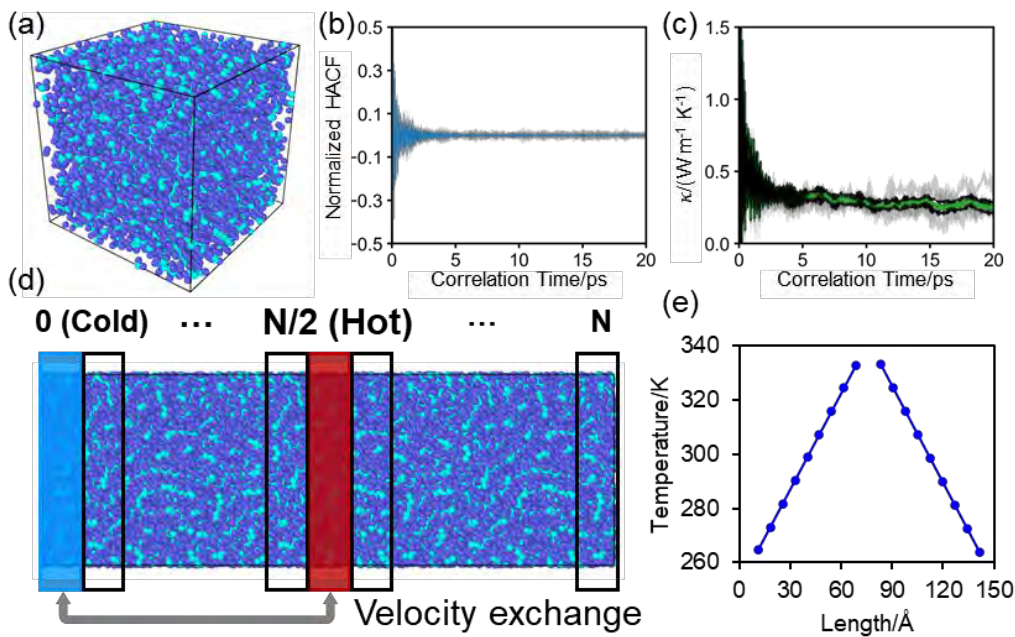 (a)
(b)
0.5
0.3
0.1
-0.1
-0.3
-0.5
Normalized HACF
0 5 10 15 20
Correlation Time/ps
(c)
1.5
1.0
0.5
0.0
κ/(W m⁻¹ K⁻¹)
0 5 10 15 20
Correlation Time/ps
(d)
0 (Cold) ... N/2 (Hot) ... N
Velocity exchange
(e)
340
320
300
280
260
Temperature/K
0 30 60 90 120 150
Length/Å